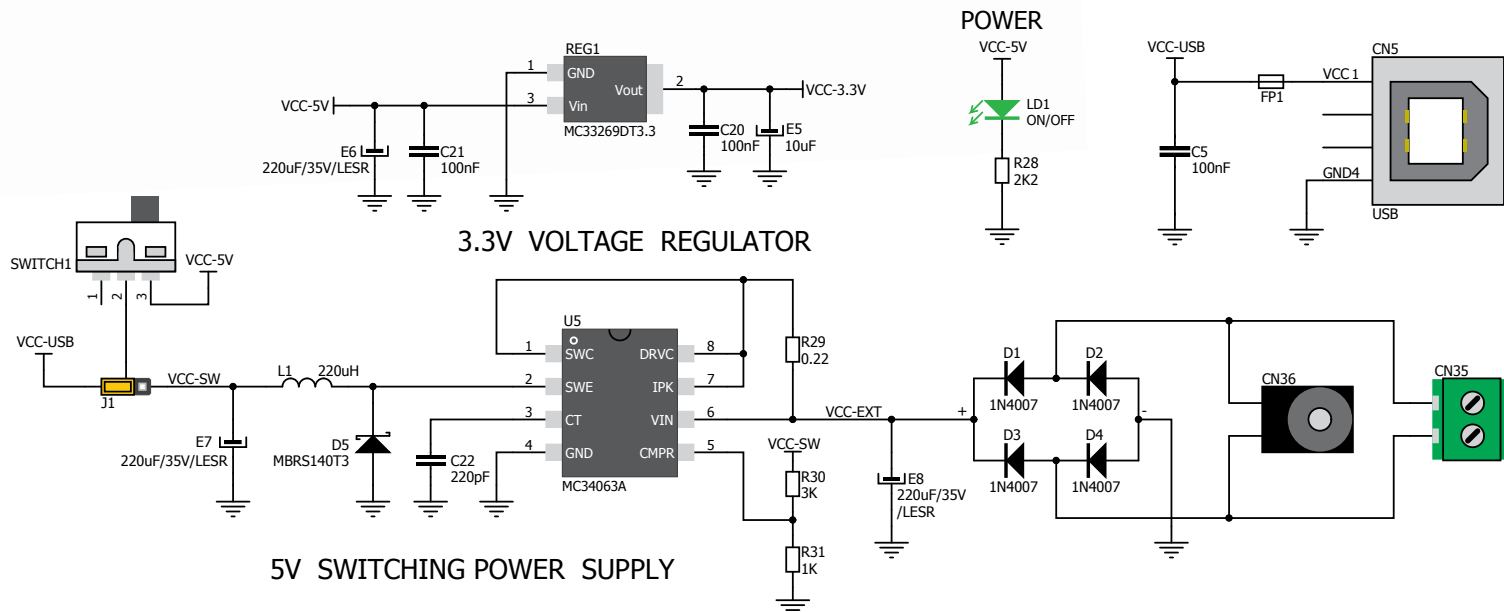 POWER
VCC-5V
LD1
ON/OFF
R28
2K2
VCC-USB
CN5
VCC 1
FP1
C5
100nF
GND4
USB
REG1
1
GND
VCC-5V
3
Vin
Vout
2
VCC-3.3V
MC33269DT3.3
E6
220uF/35V/LESR
C21
100nF
C20
100nF
E5
10uF
3.3V VOLTAGE REGULATOR
SWITCH1
VCC-5V
1
2
3
VCC-USB
J1
VCC-SW
L1
220uH
E7
220uF/35V/LESR
D5
MBRS140T3
C22
220pF
U5
1
SWC
DRVC
8
2
SWE
IPK
7
3
CT
VIN
6
4
GND
CMPR
5
MC34063A
R29
0.22
VCC-EXT
VCC-SW
R30
3K
R31
1K
E8
220uF/35V
/LESR
+
-
D1
1N4007
D2
1N4007
D3
1N4007
D4
1N4007
CN36
CN35
5V SWITCHING POWER SUPPLY